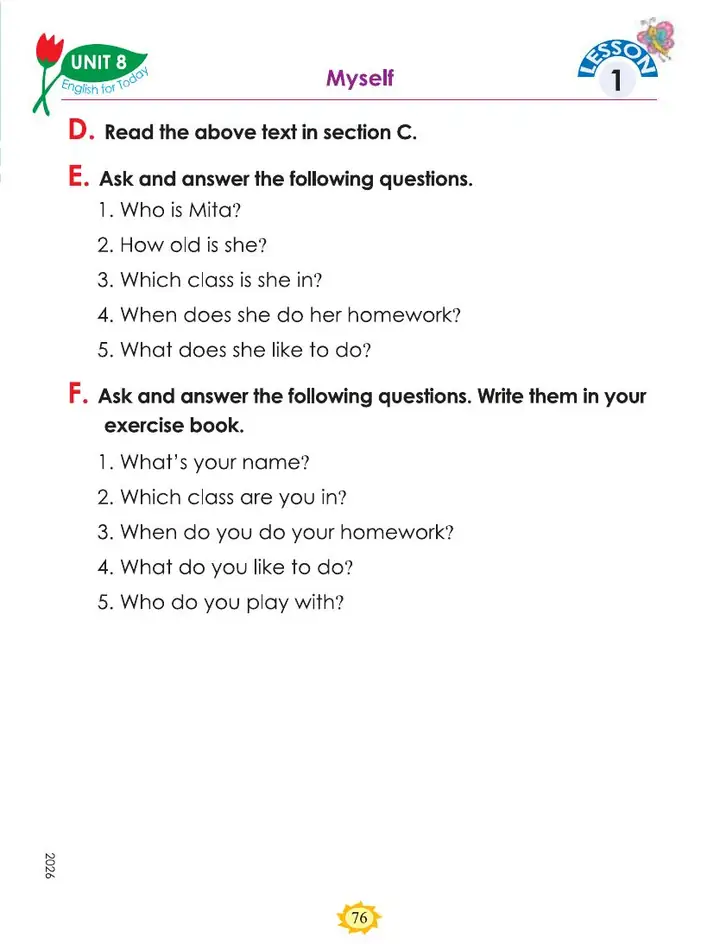 UNIT 8
English for Today
Myself
LESSON
1
D. Read the above text in section C.
E. Ask and answer the following questions.
1. Who is Mita?
2. How old is she?
3. Which class is she in?
4. When does she do her homework?
5. What does she like to do?
F. Ask and answer the following questions. Write them in your
exercise book.
1. What's your name?
2. Which class are you in?
3. When do you do your homework?
4. What do you like to do?
5. Who do you play with?
2026
76